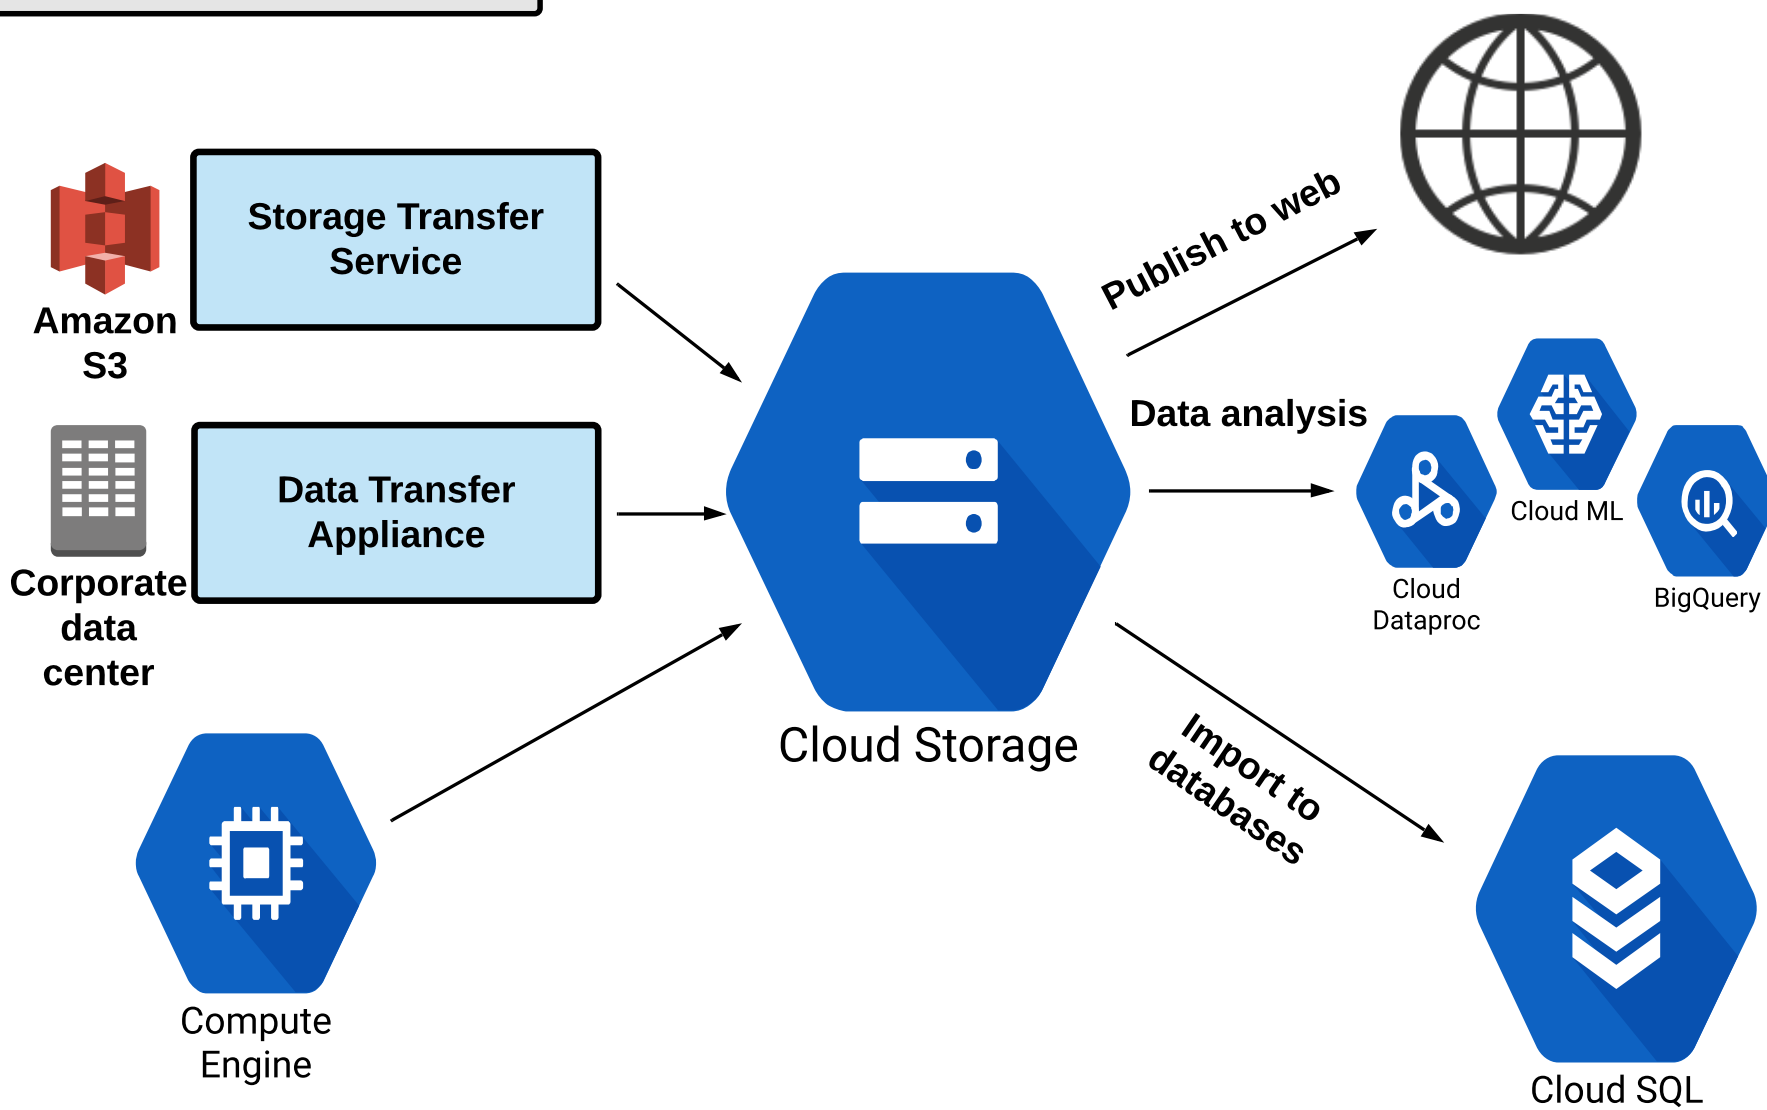 Storage Transfer
Service
Amazon
S3
Data Transfer
Appliance
Corporate
data
center
Compute
Engine
Cloud Storage
Publish to web
Data analysis
Cloud ML
Cloud
Dataproc
BigQuery
Import to
databases
Cloud SQL